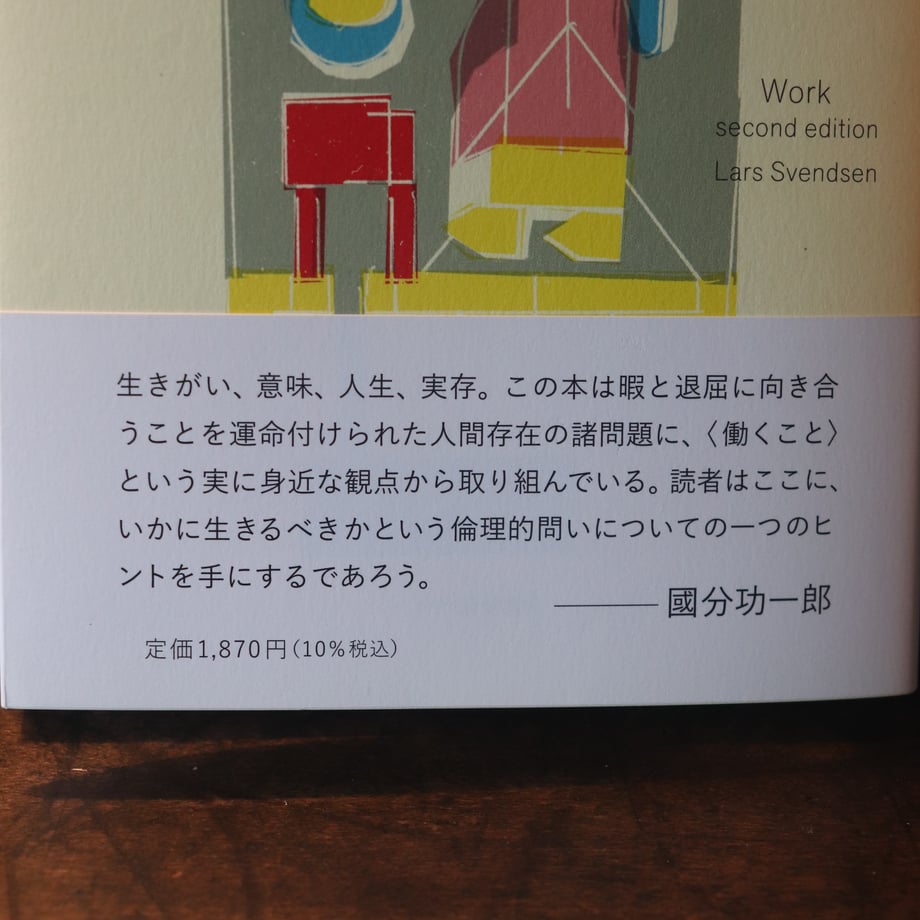 Work
second edition
Lars Svendsen
生きがい、意味、人生、実存。この本は暇と退屈に向き合
うことを運命付けられた人間存在の諸問題に、〈働くこと〉
という実に身近な観点から取り組んでいる。読者はここに、
いかに生きるべきかという倫理的問いについての一つのヒ
ントを手にするであろう。
———國分功一郎
定価1,870円(10%税込)